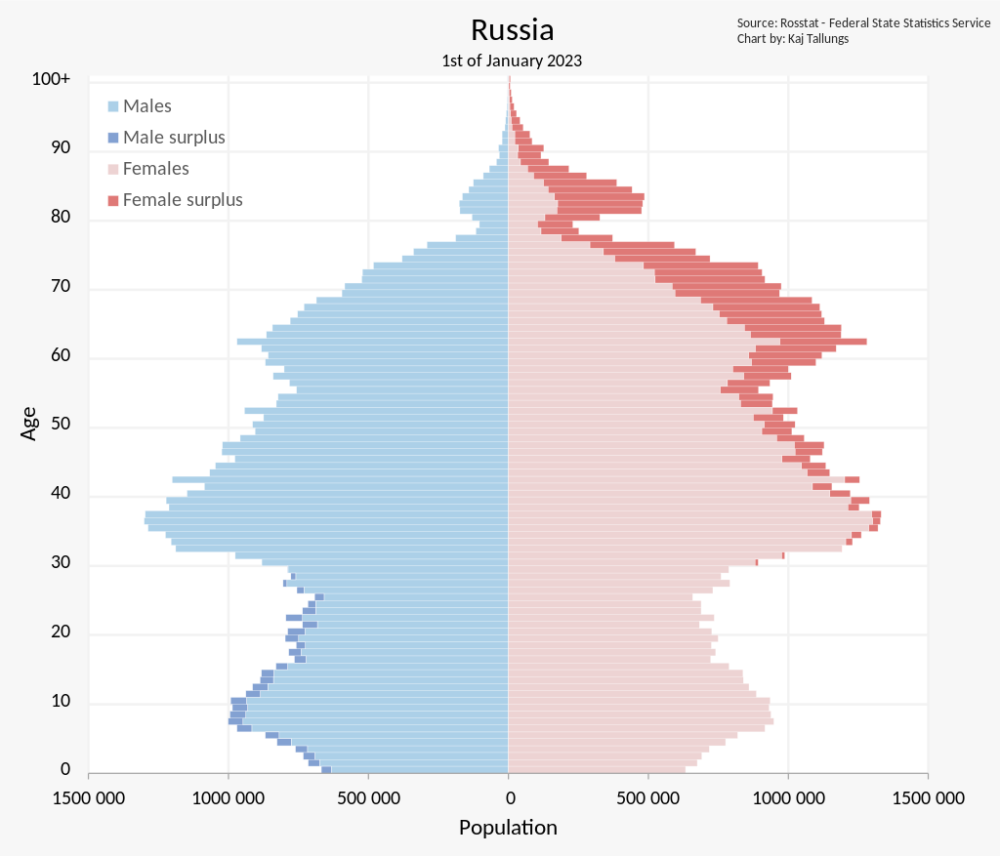 Russia
1st of January 2023
Source: Rosstat - Federal State Statistics Service
Chart by: Kaj Tallungs
100+
90
80
70
60
50
40
30
20
10
0
Age
Males
Male surplus
Females
Female surplus
1500 000 1000 000 500 000 0 500 000 1000 000 1500 000
Population